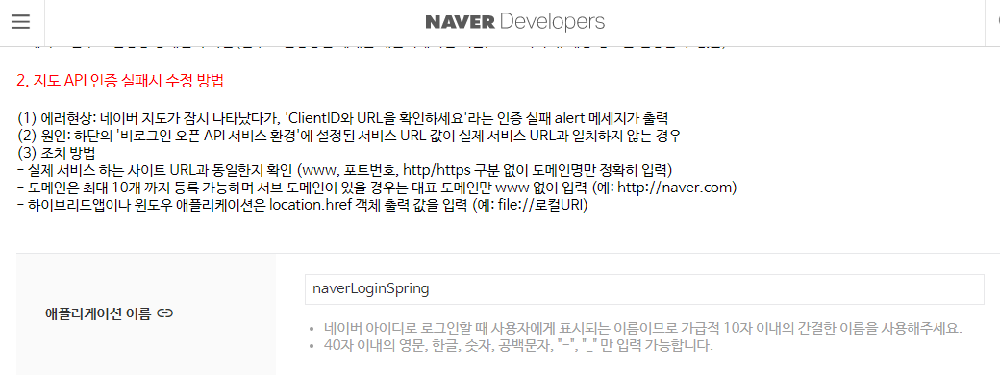 NAVER Developers
2. 지도 API 인증 실패시 수정 방법
(1) 에러현상: 네이버 지도가 잠시 나타났다가, 'ClientID와 URL을 확인하세요'라는 인증 실패 alert 메세지가 출력
(2) 원인: 하단의 '비로그인 오픈 API 서비스 환경'에 설정된 서비스 URL 값이 실제 서비스 URL과 일치하지 않는 경우
(3) 조치 방법
- 실제 서비스 하는 사이트 URL과 동일한지 확인 (www, 포트번호, http/https 구분 없이 도메인명만 정확히 입력)
- 도메인은 최대 10개 까지 등록 가능하며 서브 도메인이 있을 경우는 대표 도메인만 www 없이 입력 (예: http://naver.com)
- 하이브리드앱이나 윈도우 애플리케이션은 location.href 객체 출력 값을 입력 (예: file://로컬URI)
naverLoginSpring
애플리케이션 이름
• 네이버 아이디로 로그인할 때 사용자에게 표시되는 이름이므로 가급적 10자 이내의 간결한 이름을 사용해주세요.
• 40자 이내의 영문, 한글, 숫자, 공백문자, "-", "_" 만 입력 가능합니다.